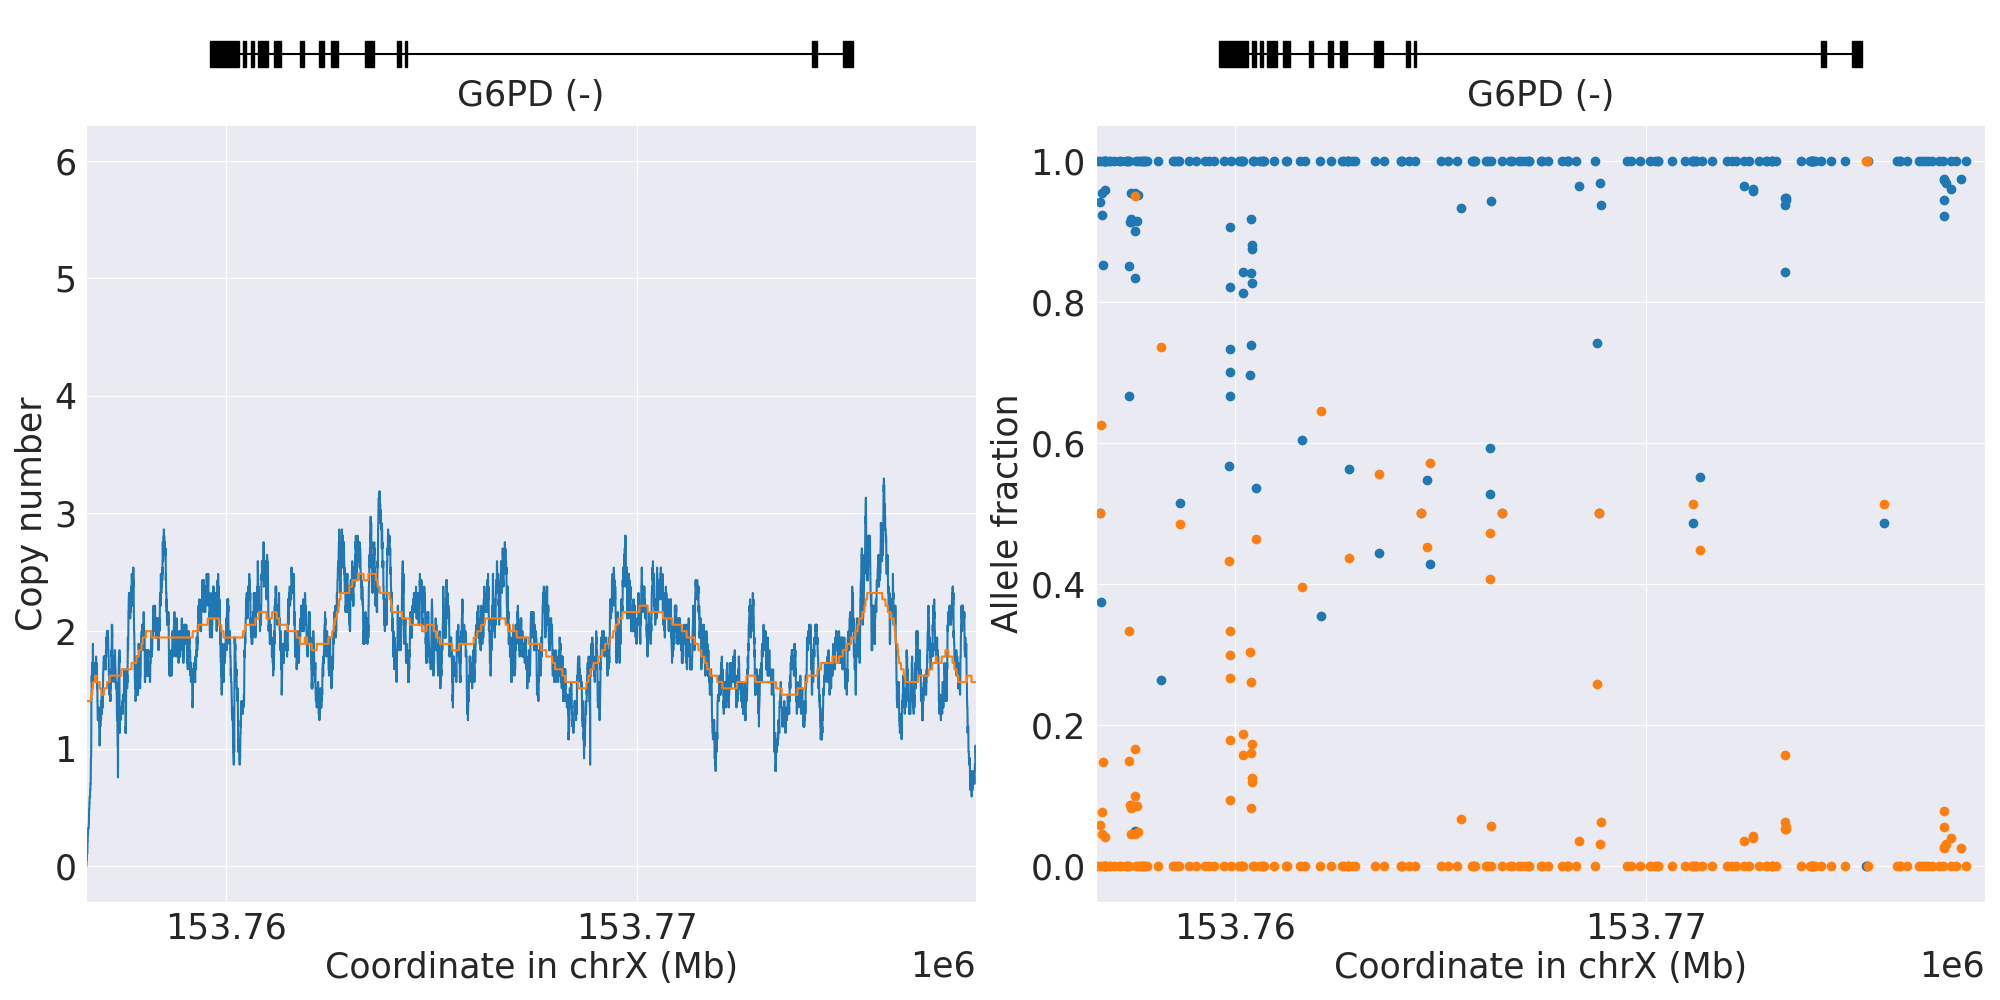 G6PD (-)
G6PD (-)
Copy number
6
5
4
3
2
1
0
153.76
153.77
Coordinate in chrX (Mb)
1e6
Allele fraction
1.0
0.8
0.6
0.4
0.2
0.0
153.76
153.77
Coordinate in chrX (Mb)
1e6